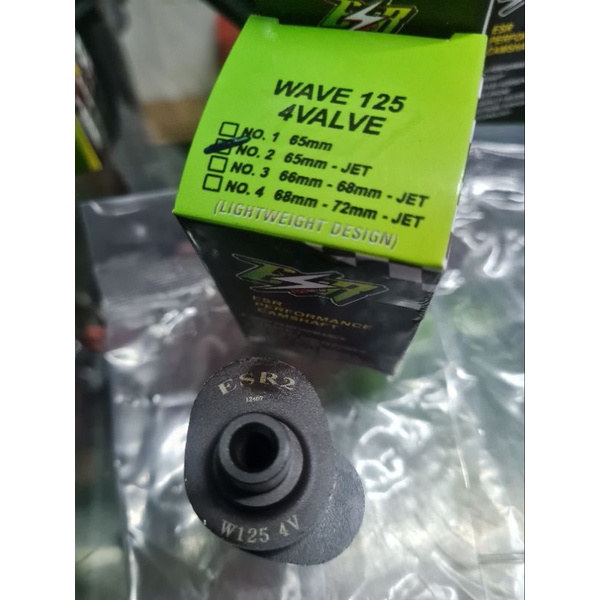 ESR
WAVE 125
4VALVE
NO. 1 65mm
NO. 2 65mm - JET
NO. 3 66mm - 68mm - JET
NO. 4 68mm - 72mm - JET
(LIGHTWEIGHT DESIGN)
ESR
ESR
PERFORMANCE
CAMSHAFT
ESR2
W125 4V